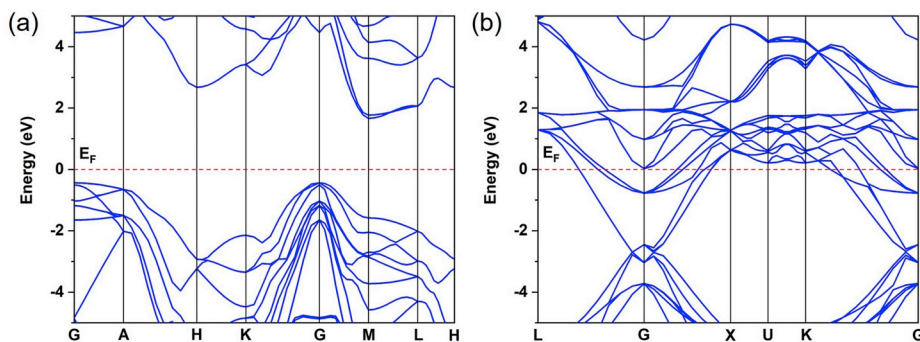 (a)
Energy (eV)
4
2
0
-2
-4
E_F
G A H K G M L H
(b)
Energy (eV)
4
2
0
-2
-4
E_F
L G X U K G